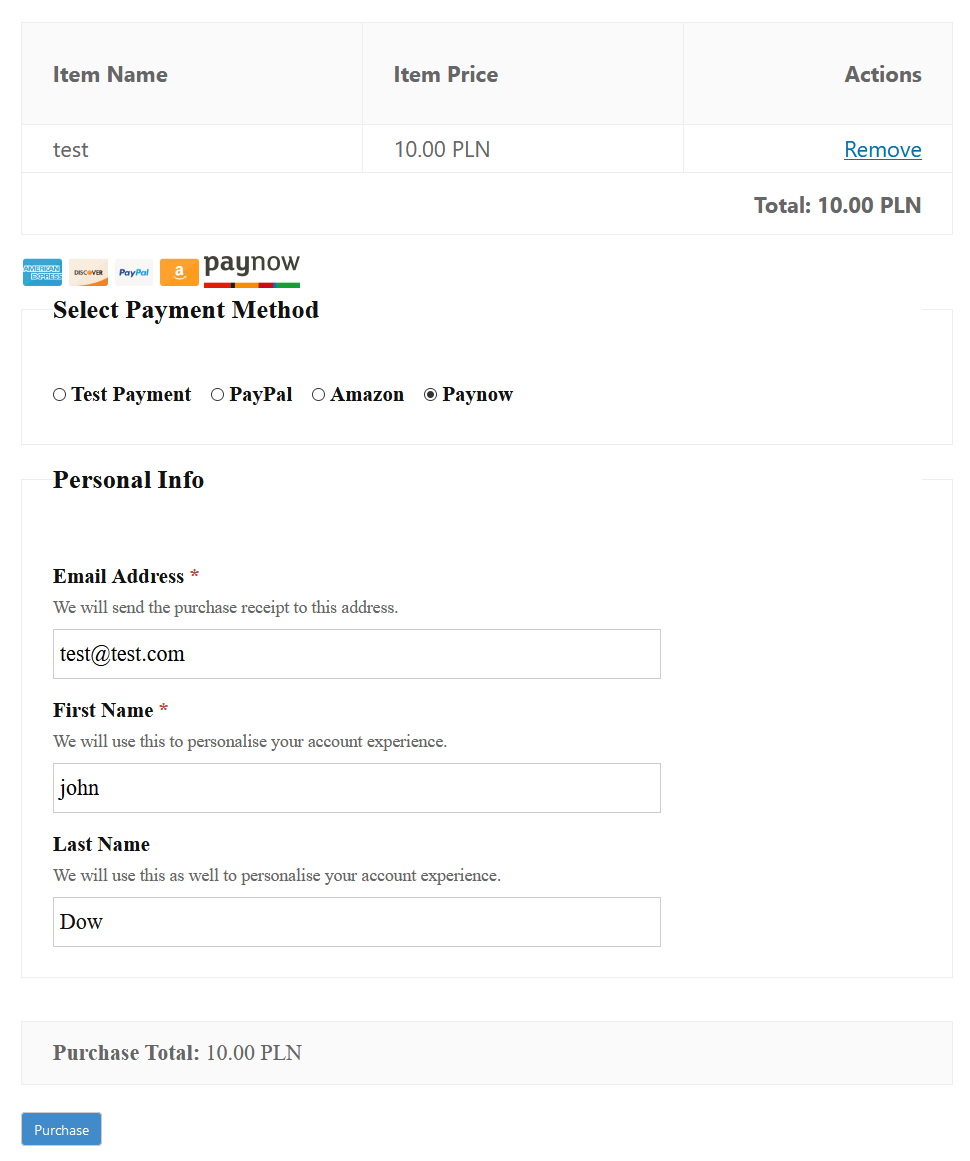 Item Name Item Price Actions
test 10.00 PLN Remove
Total: 10.00 PLN
AMERICAN EXPRESS DISCOVER PayPal a paynow
Select Payment Method
Test Payment PayPal Amazon Paynow
Personal Info
Email Address *
We will send the purchase receipt to this address.
test@test.com
First Name *
We will use this to personalise your account experience.
john
Last Name
We will use this as well to personalise your account experience.
Dow
Purchase Total: 10.00 PLN
Purchase